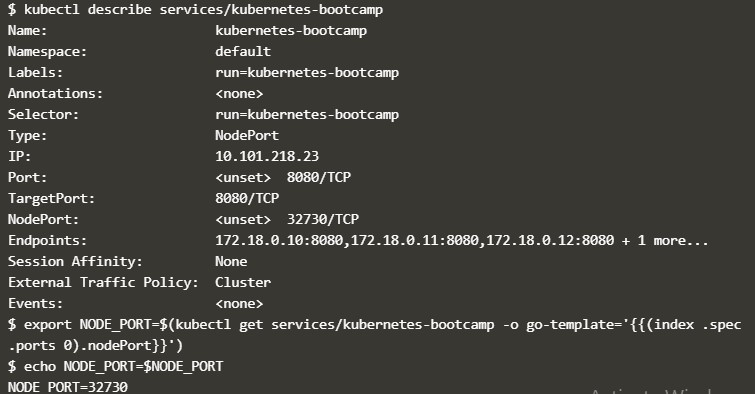 $ kubectl describe services/kubernetes-bootcamp
Name:                     kubernetes-bootcamp
Namespace:                default
Labels:                   run=kubernetes-bootcamp
Annotations:              <none>
Selector:                 run=kubernetes-bootcamp
Type:                     NodePort
IP:                       10.101.218.23
Port:                     <unset>  8080/TCP
TargetPort:               8080/TCP
NodePort:                 <unset>  32730/TCP
Endpoints:                172.18.0.10:8080,172.18.0.11:8080,172.18.0.12:8080 + 1 more...
Session Affinity:         None
External Traffic Policy:  Cluster
Events:                   <none>
$ export NODE_PORT=$(kubectl get services/kubernetes-bootcamp -o go-template='{{(index .spec
.ports 0).nodePort}}')
$ echo NODE_PORT=$NODE_PORT
NODE_PORT=32730